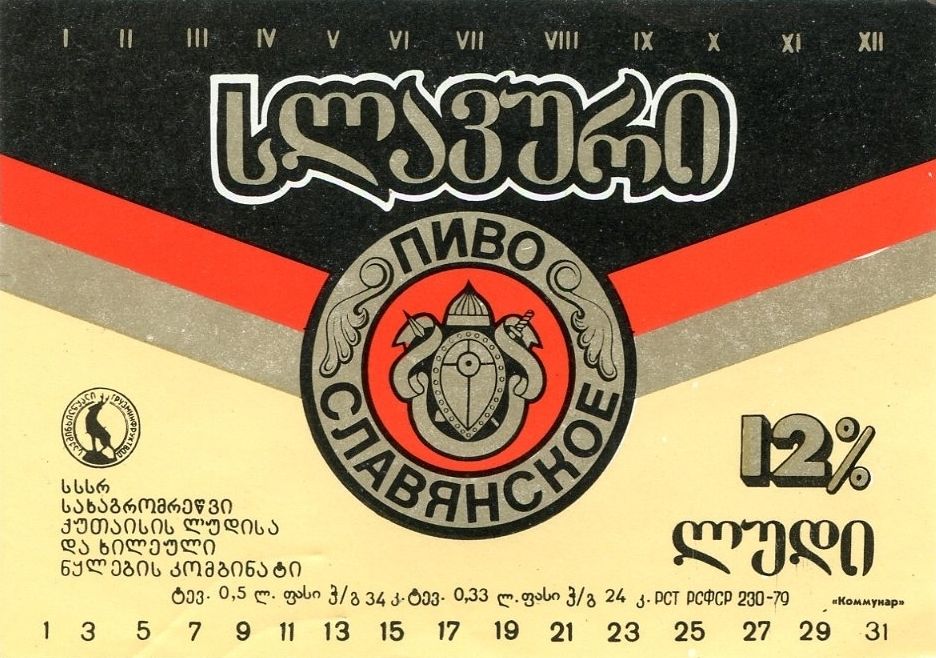 I II III IV V VI VII VIII IX X XI XII
სლავური
ПИВО
СЛАВЯНСКОЕ
12%
ლუდი
სსსრ
სახაგრომრეწვი
ქუთაისის ლუდისა
და ხილეული
წყლების კომბინატი
ტევ. 0,5 ლ. ფასი ჭ/გ 34 კ. ტევ. 0,33 ლ. ფასი ჭ/გ 24 კ. РСТ РСФСР 230-79
«Коммунар»
1 3 5 7 9 11 13 15 17 19 21 23 25 27 29 31